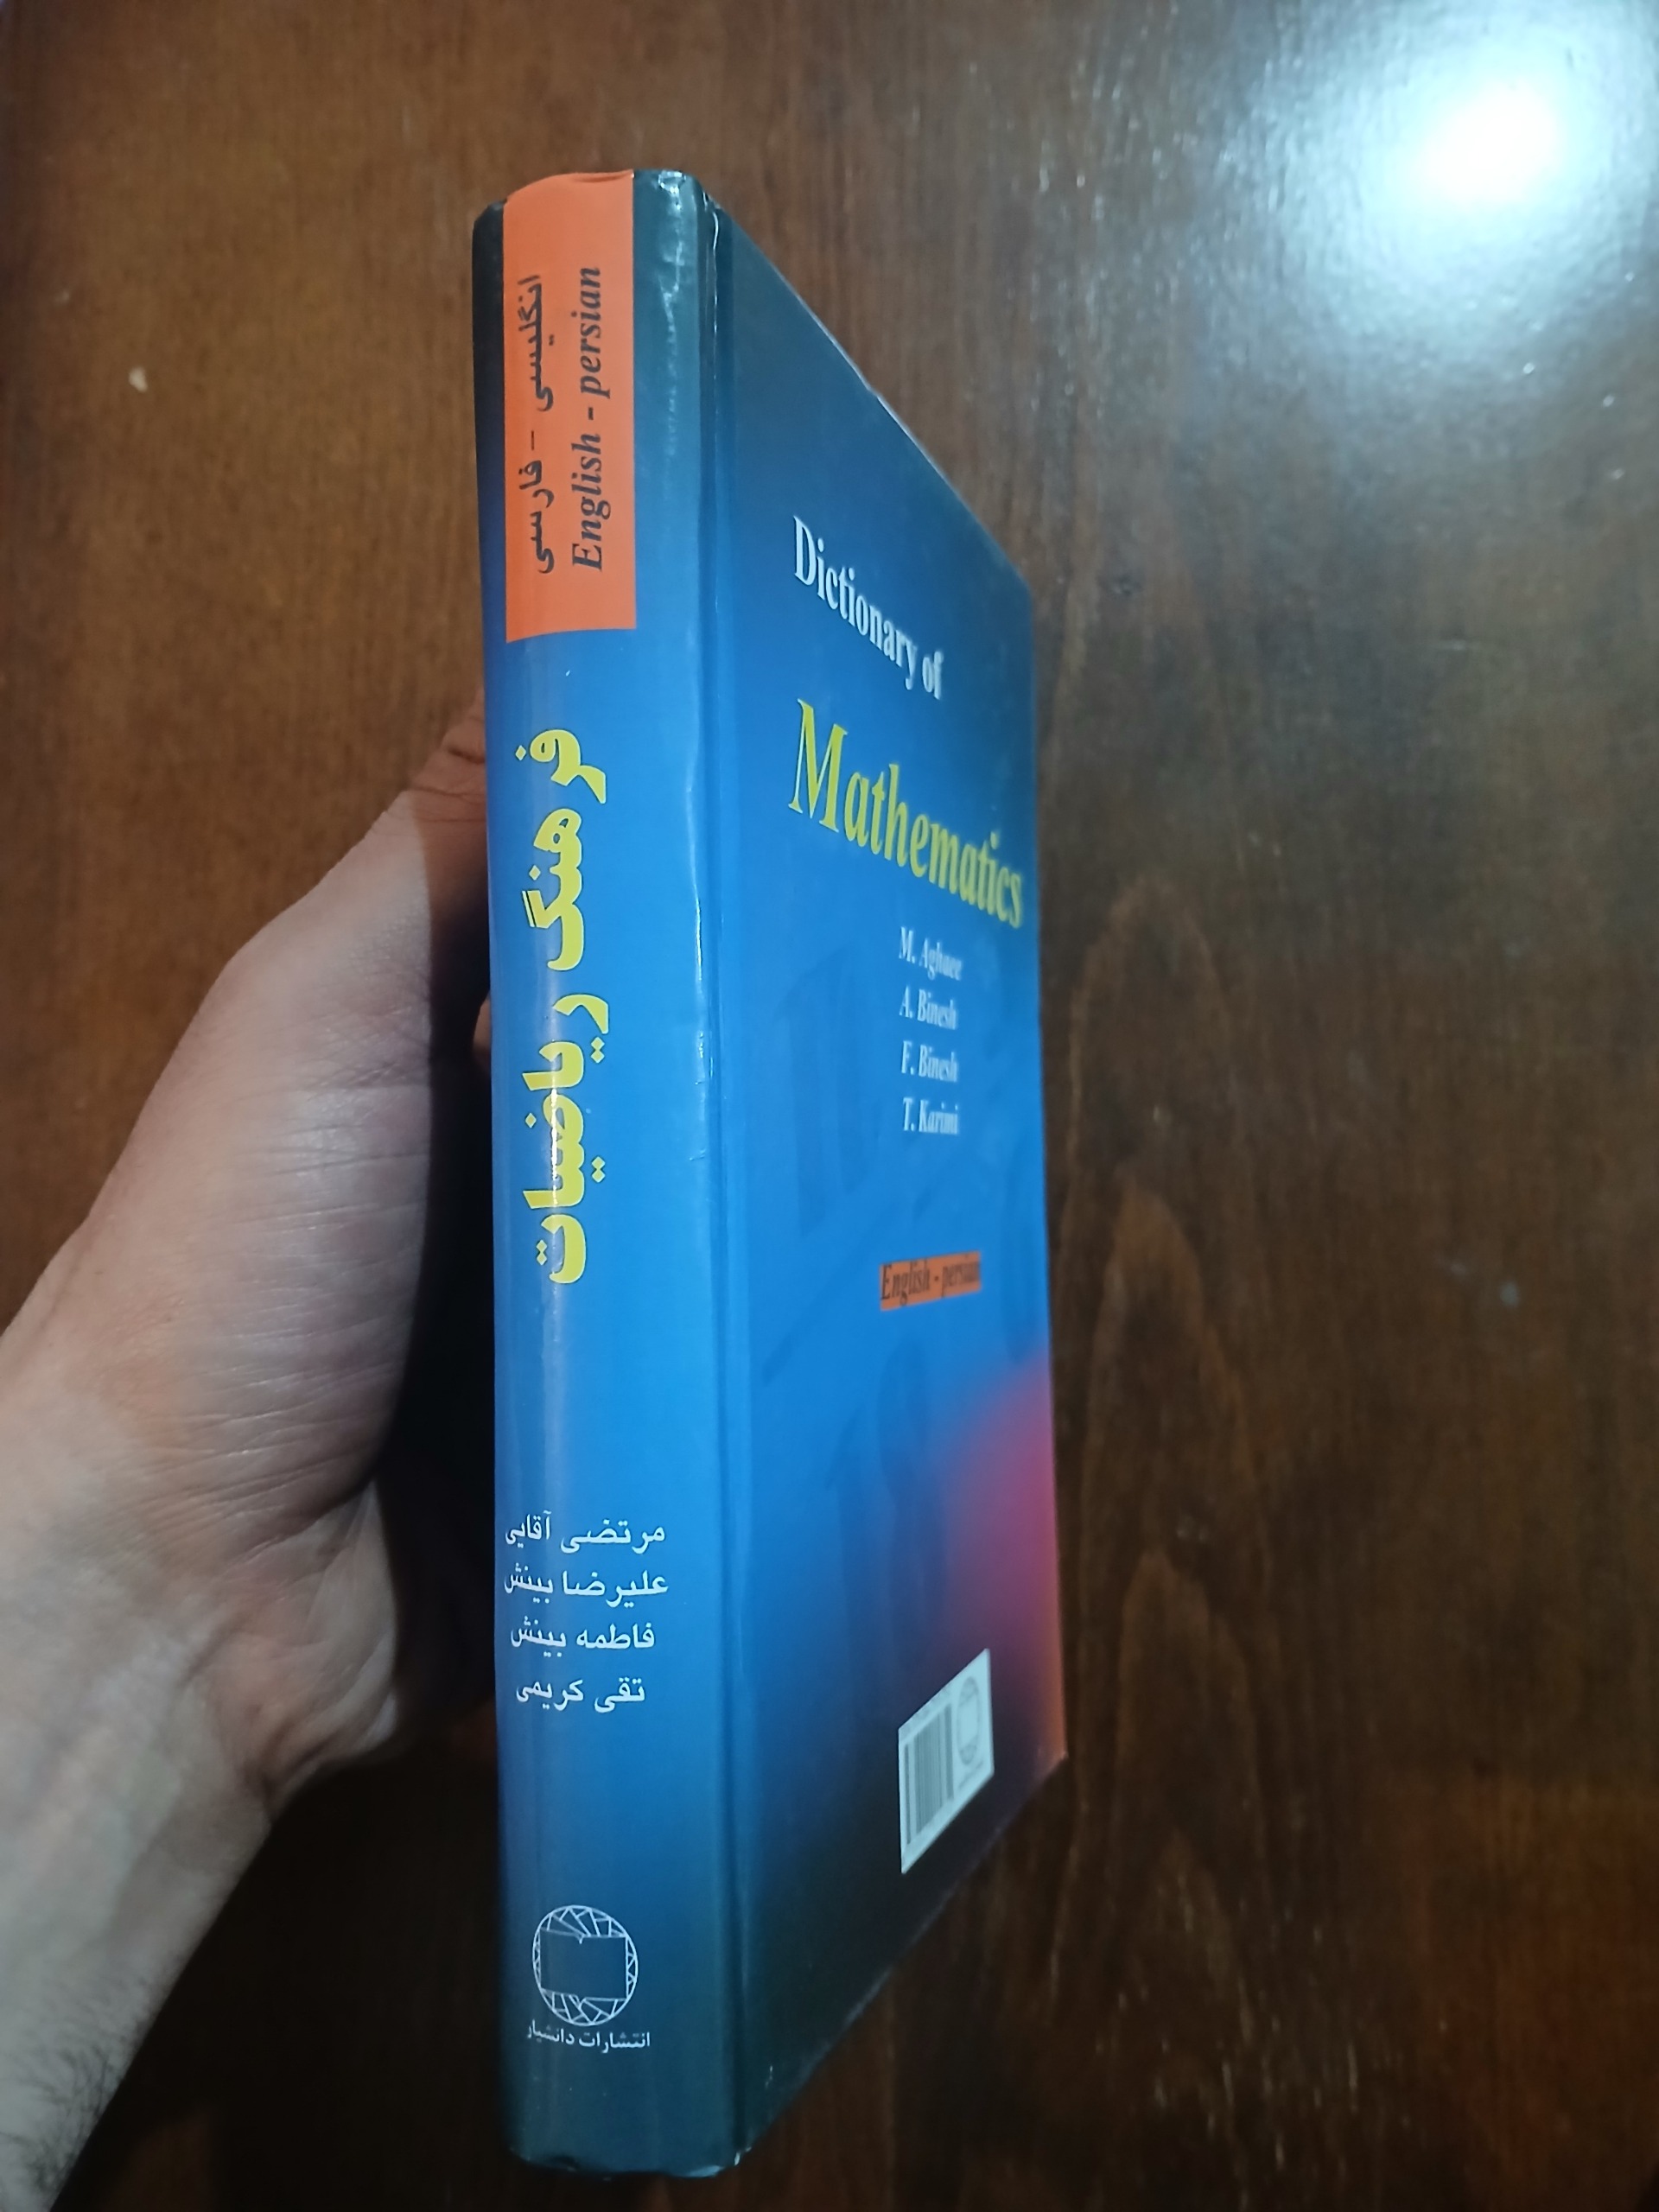 انگلیسی - فارسی
English - persian
فرهنگ ریاضیات
مرتضی آقایی
علیرضا بینش
فاطمه بینش
تقی کریمی
انتشارات دانشیار
Dictionary of
Mathematics
M. Aghaee
A. Binesh
F. Binesh
T. Karimi
English - persian